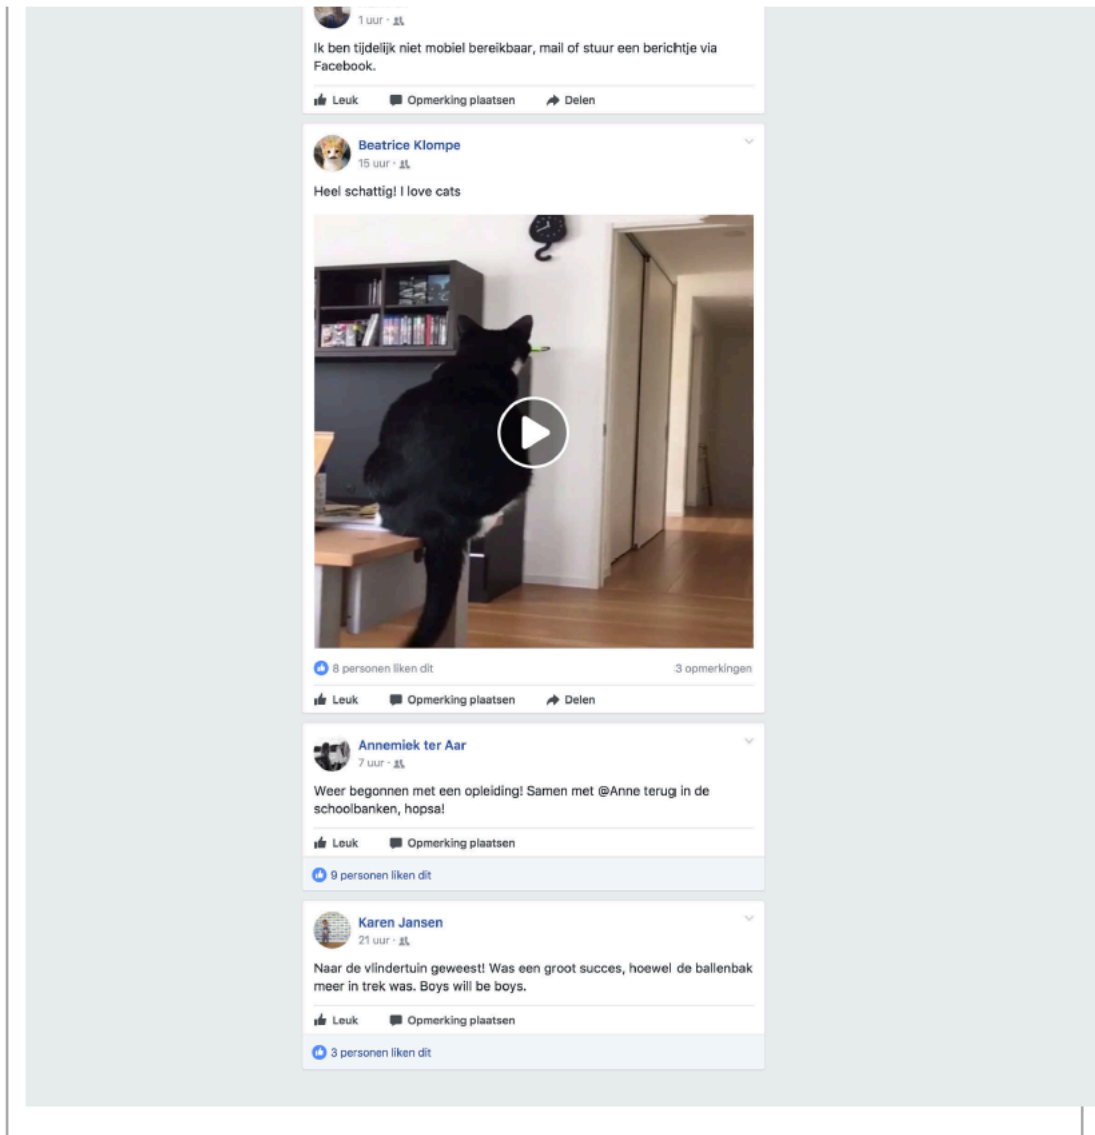 1 uur ·
Ik ben tijdelijk niet mobiel bereikbaar, mail of stuur een berichtje via
Facebook.
Leuk Opmerking plaatsen Delen
Beatrice Klompe
15 uur ·
Heel schattig! I love cats
8 personen liken dit 3 opmerkingen
Leuk Opmerking plaatsen Delen
Annemiek ter Aar
7 uur ·
Weer begonnen met een opleiding! Samen met @Anne terug in de
schoolbanken, hopsa!
Leuk Opmerking plaatsen
9 personen liken dit
Karen Jansen
21 uur ·
Naar de vlindertuin geweest! Was een groot succes, hoewel de ballenbak
meer in trek was. Boys will be boys.
Leuk Opmerking plaatsen
3 personen liken dit